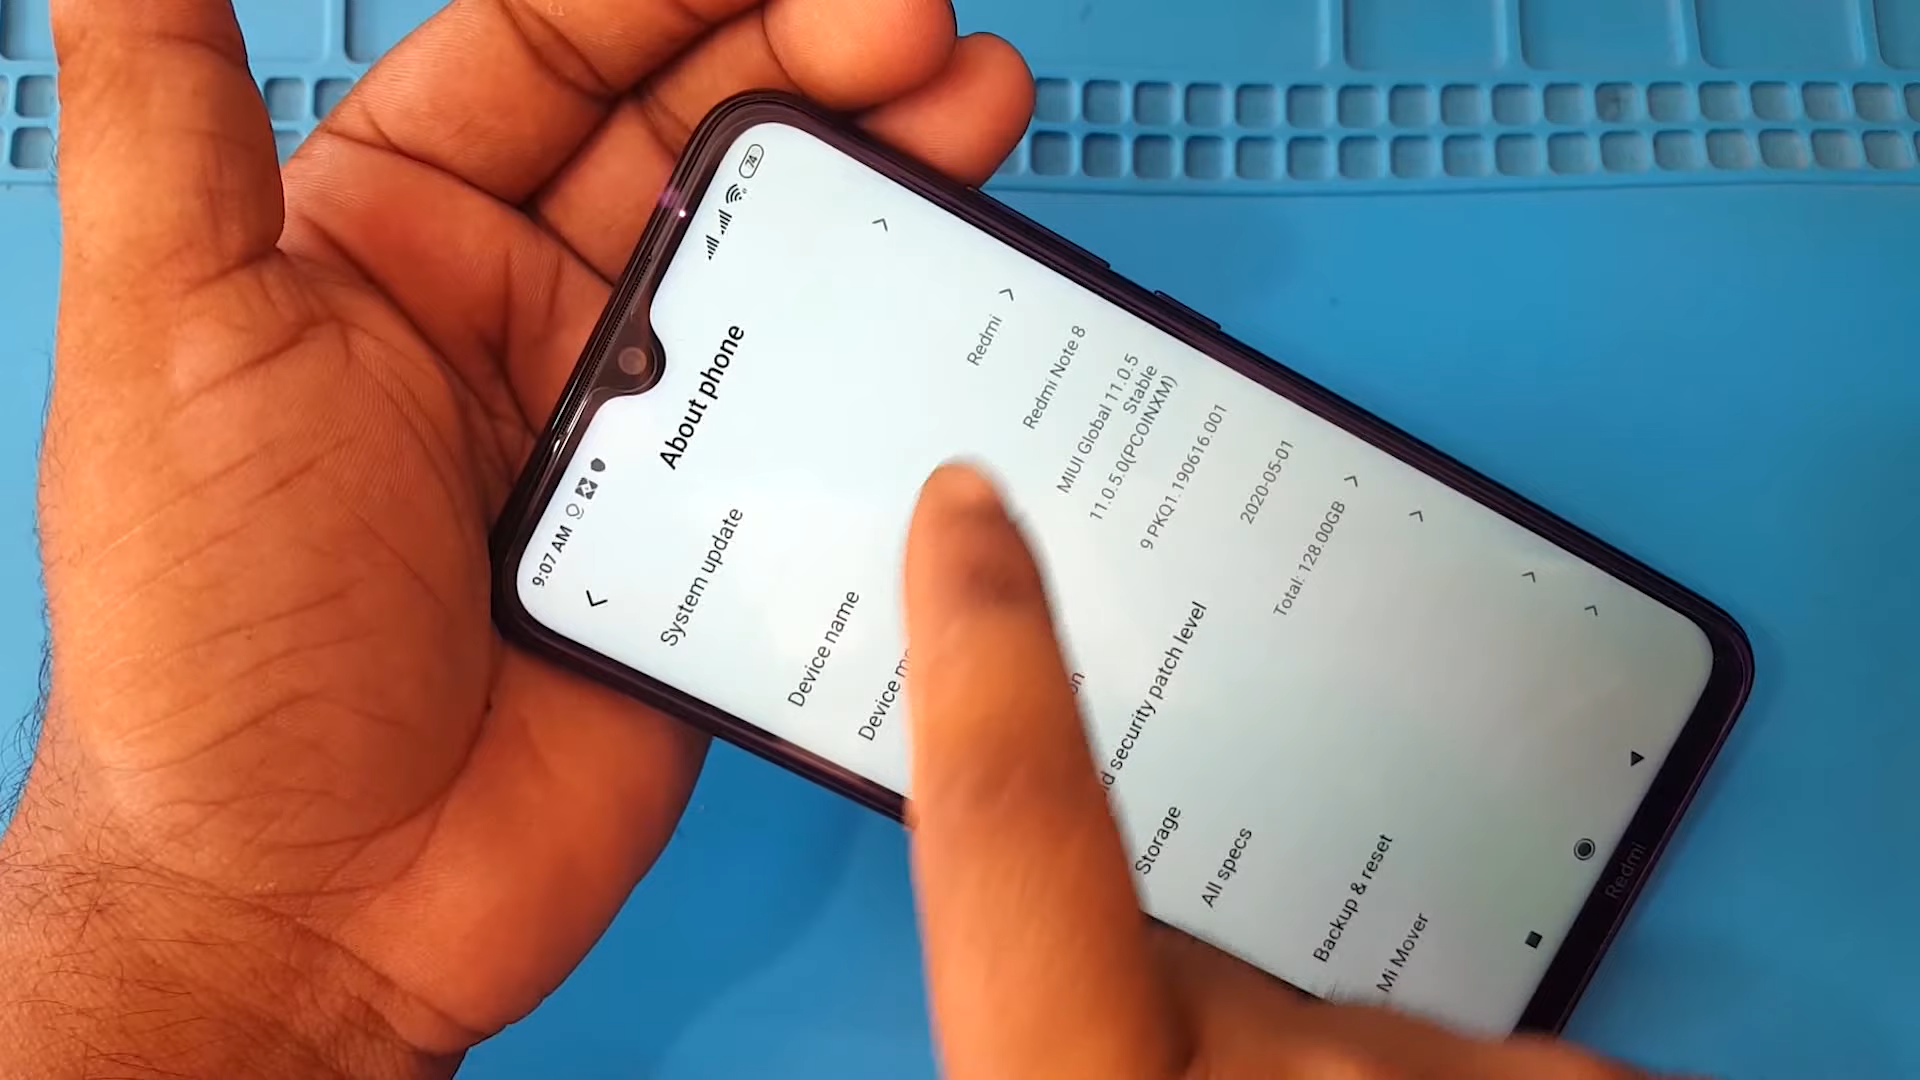 9:07 AM
74
About phone
System update
Device name
Redmi
Device
Redmi Note 8
MIUI Global 11.0.5
Stable
11.0.5.0(PCOINXM)
9 PKQ1.190616.001
security patch level
2020-05-01
Storage
Total: 128.00GB
All specs
Backup & reset
Mi Mover
Redmi